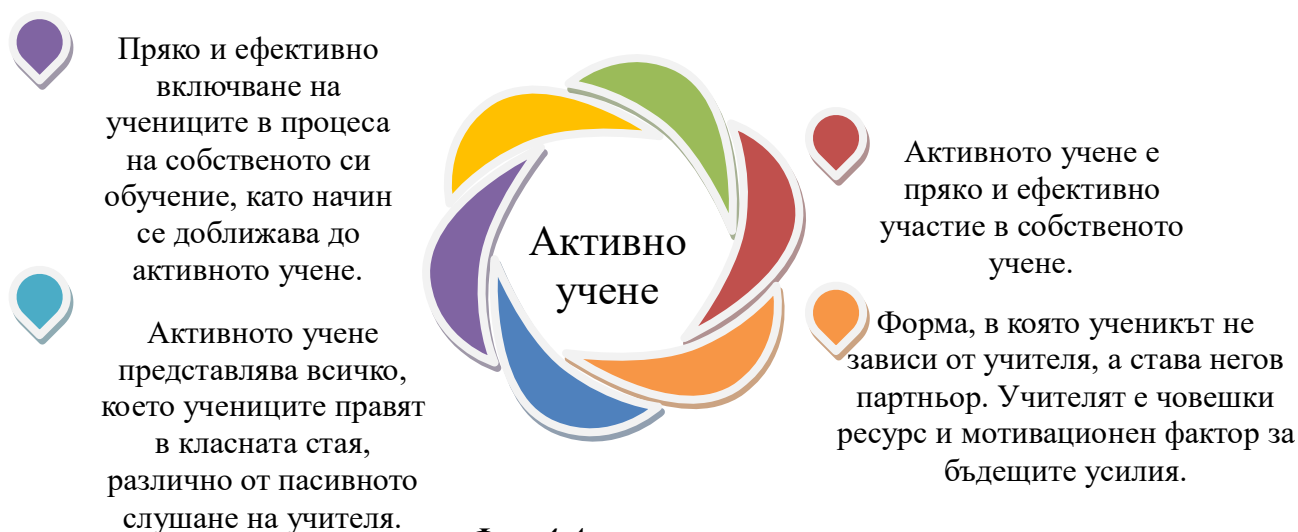 Пряко и ефективно
включване на
учениците в процеса
на собственото си
обучение, като начин
се доближава до
активното учене.
Активното учене
представлява всичко,
което учениците правят
в класната стая,
различно от пасивното
слушане на учителя.
Активно
учене
Активното учене е
пряко и ефективно
участие в собственото
учене.
Форма, в която ученикът не
зависи от учителя, а става негов
партньор. Учителят е човешки
ресурс и мотивационен фактор за
бъдещите усилия.